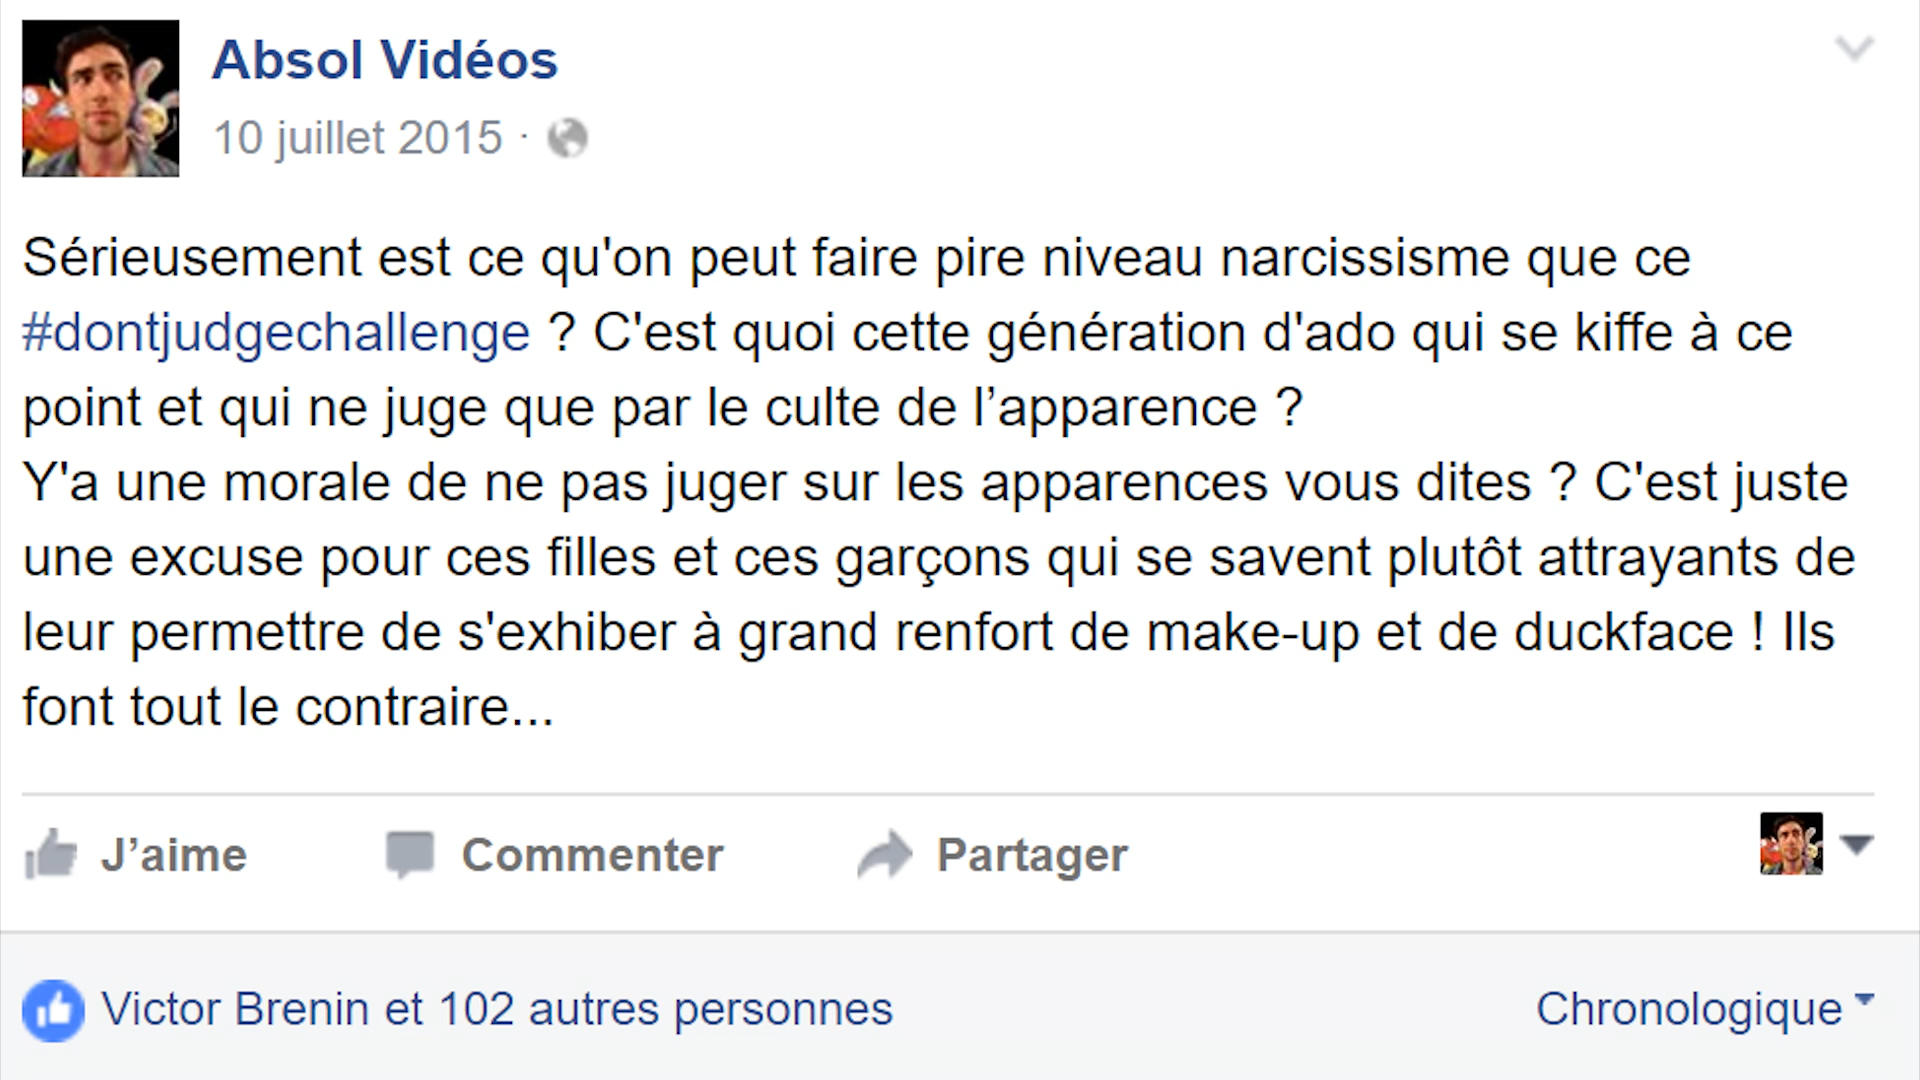 Absol Vidéos
10 juillet 2015 ·
Sérieusement est ce qu'on peut faire pire niveau narcissisme que ce
#dontjudgechallenge ? C'est quoi cette génération d'ado qui se kiffe à ce
point et qui ne juge que par le culte de l’apparence ?
Y'a une morale de ne pas juger sur les apparences vous dites ? C'est juste
une excuse pour ces filles et ces garçons qui se savent plutôt attrayants de
leur permettre de s'exhiber à grand renfort de make-up et de duckface ! Ils
font tout le contraire...
J’aime Commenter Partager
Victor Brenin et 102 autres personnes Chronologique